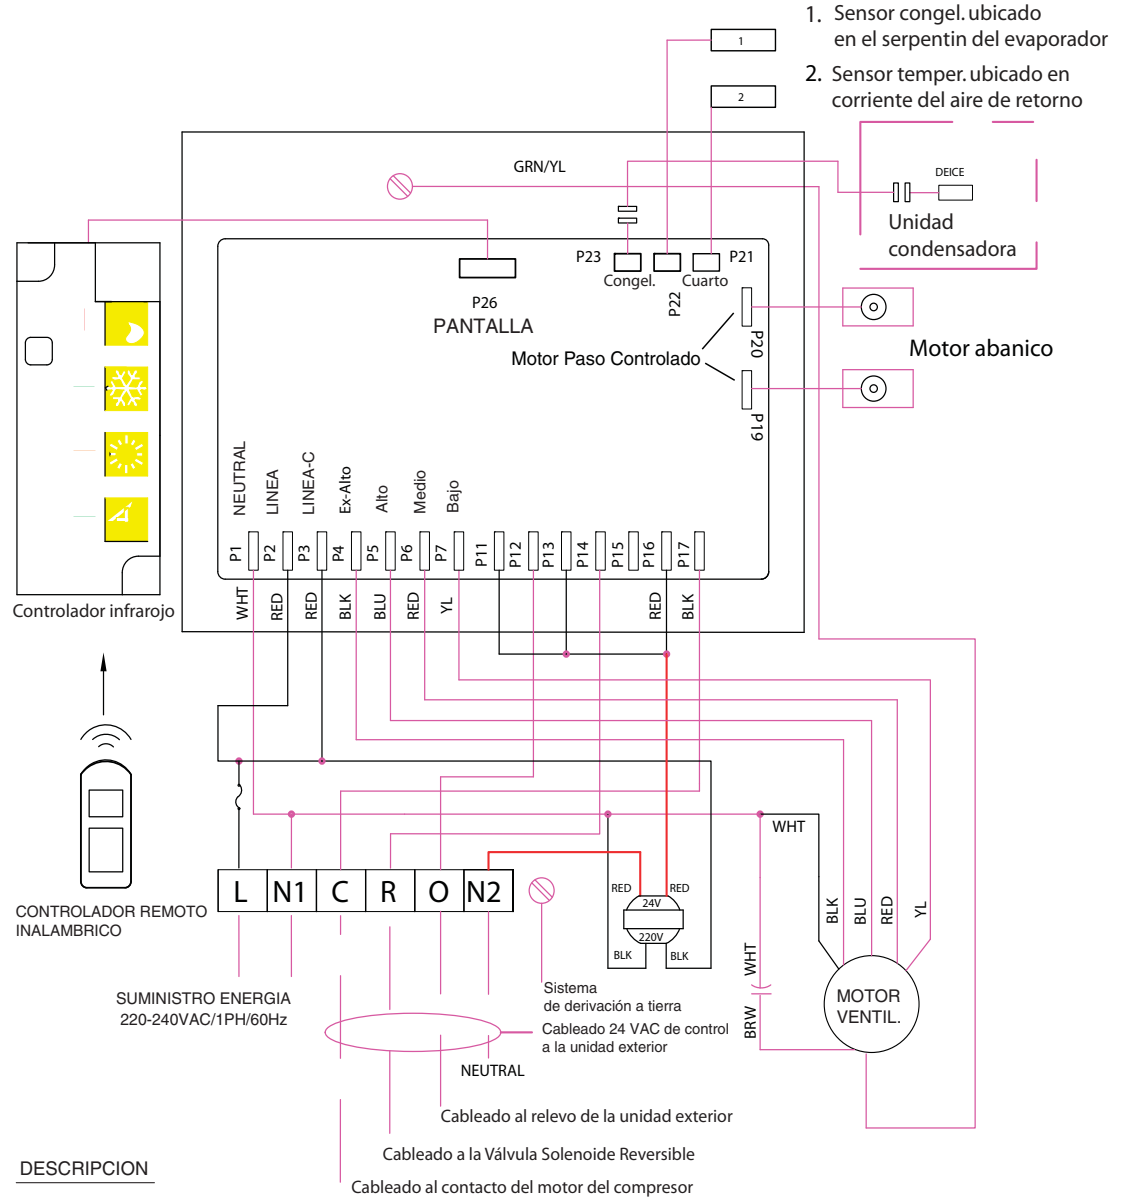 1. Sensor congel. ubicado
en el serpentin del evaporador
2. Sensor temper. ubicado en
corriente del aire de retorno
1
2
GRN/YL
DEICE
Unidad
condensadora
P23
P21
Congel.
P22
Cuarto
P26
PANTALLA
P20
Motor Paso Controlado
P19
Motor abanico
NEUTRAL
LINEA
LINEA-C
Ex-Alto
Alto
Medio
Bajo
P1
P2
P3
P4
P5
P6
P7
P11
P12
P13
P14
P15
P16
P17
WHT
RED
RED
BLK
BLU
RED
YL
RED
BLK
Controlador infrarojo
CONTROLADOR REMOTO
INALAMBRICO
WHT
L
N1
C
R
O
N2
RED
RED
24V
220V
BLK
BLK
BLK
BLU
RED
YL
WHT
BRW
MOTOR
VENTIL.
SUMINISTRO ENERGIA
220-240VAC/1PH/60Hz
Sistema
de derivación a tierra
Cableado 24 VAC de control
a la unidad exterior
NEUTRAL
Cableado al relevo de la unidad exterior
Cableado a la Válvula Solenoide Reversible
DESCRIPCION
Cableado al contacto del motor del compresor